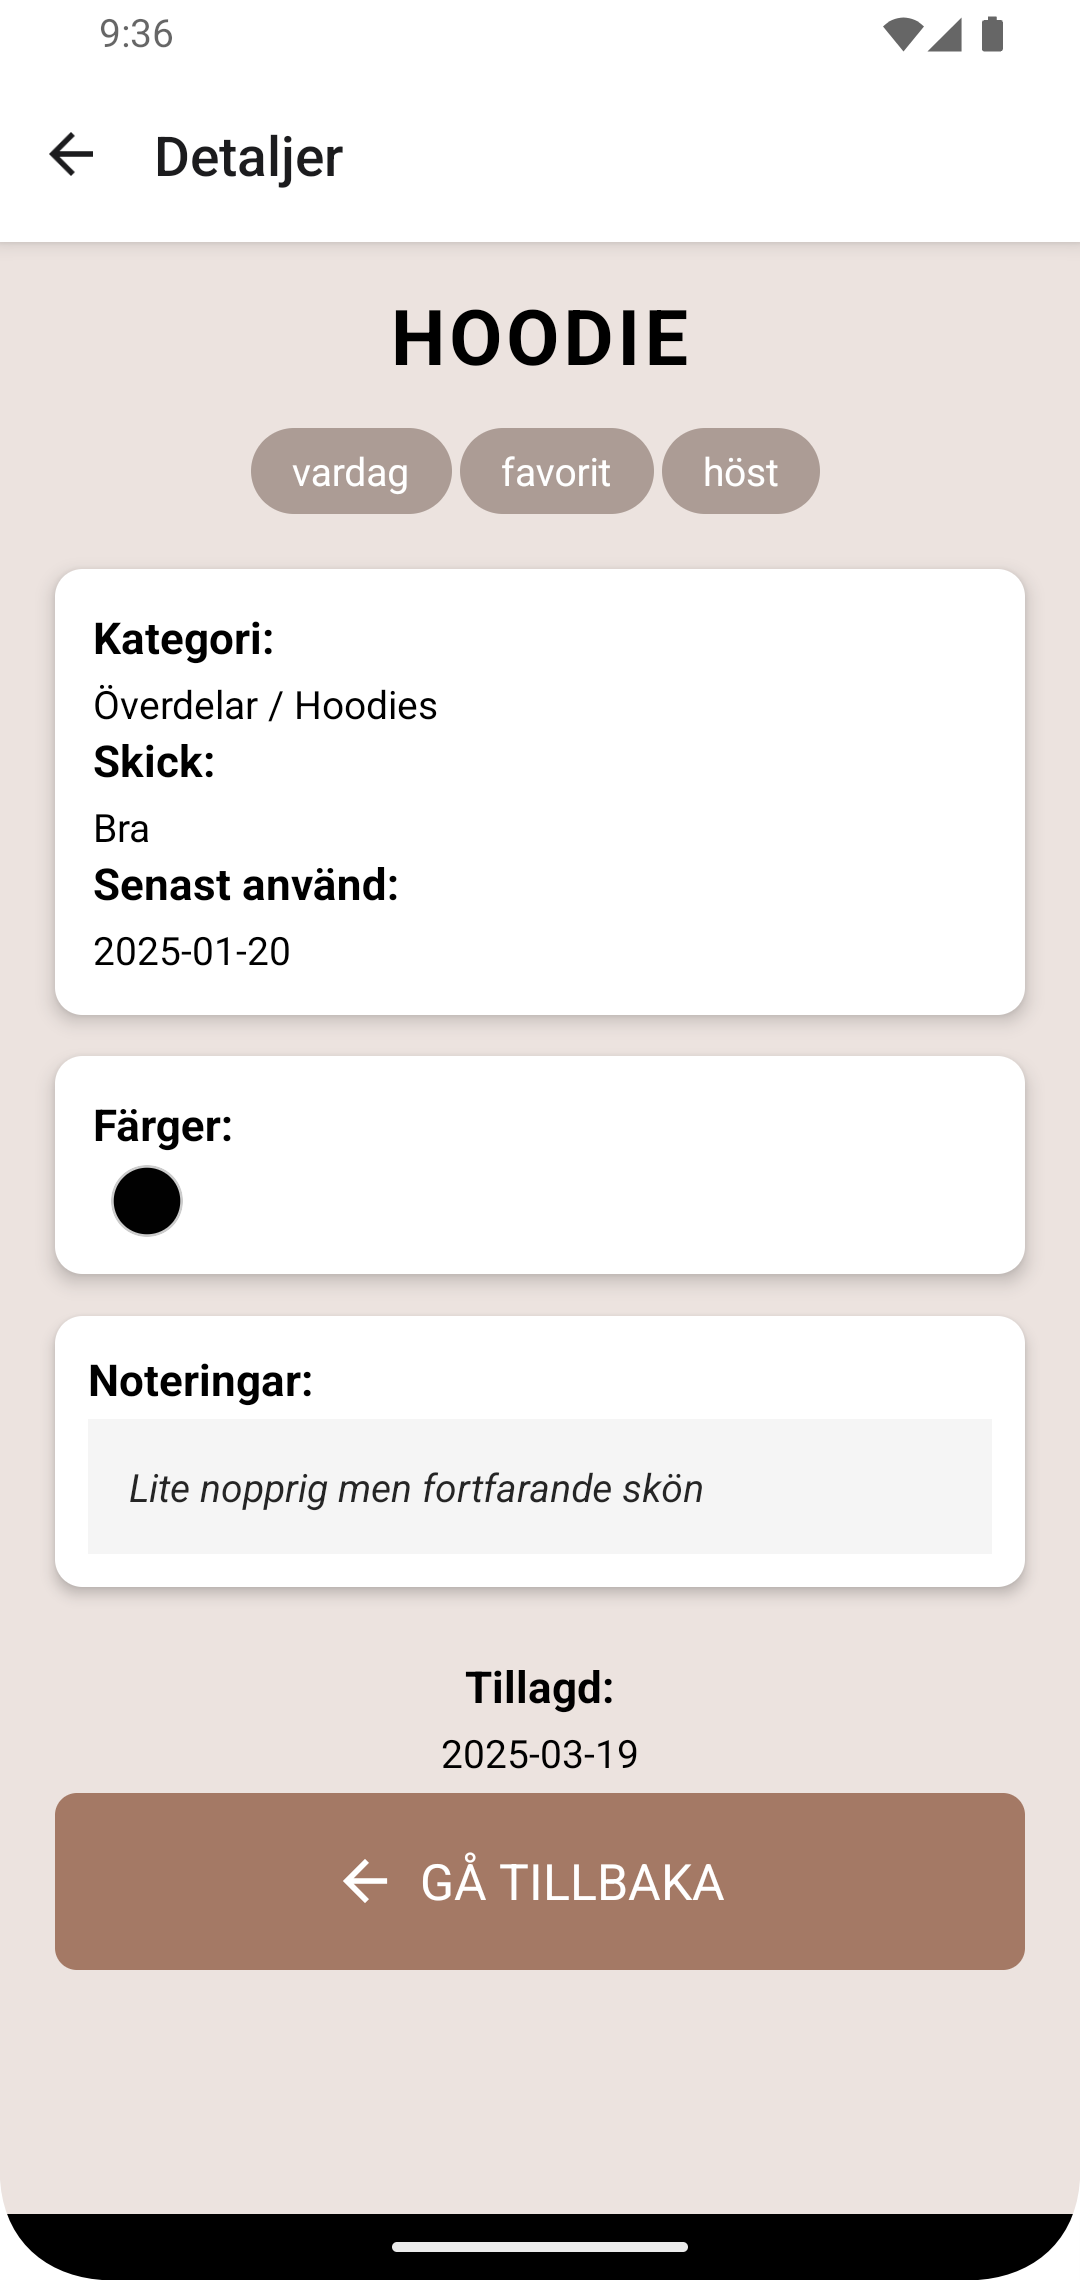 9:36
Detaljer
HOODIE
vardag favorit höst
Kategori:
Överdelar / Hoodies
Skick:
Bra
Senast använd:
2025-01-20
Färger:
Noteringar:
Lite nopprig men fortfarande skön
Tillagd:
2025-03-19
GÅ TILLBAKA